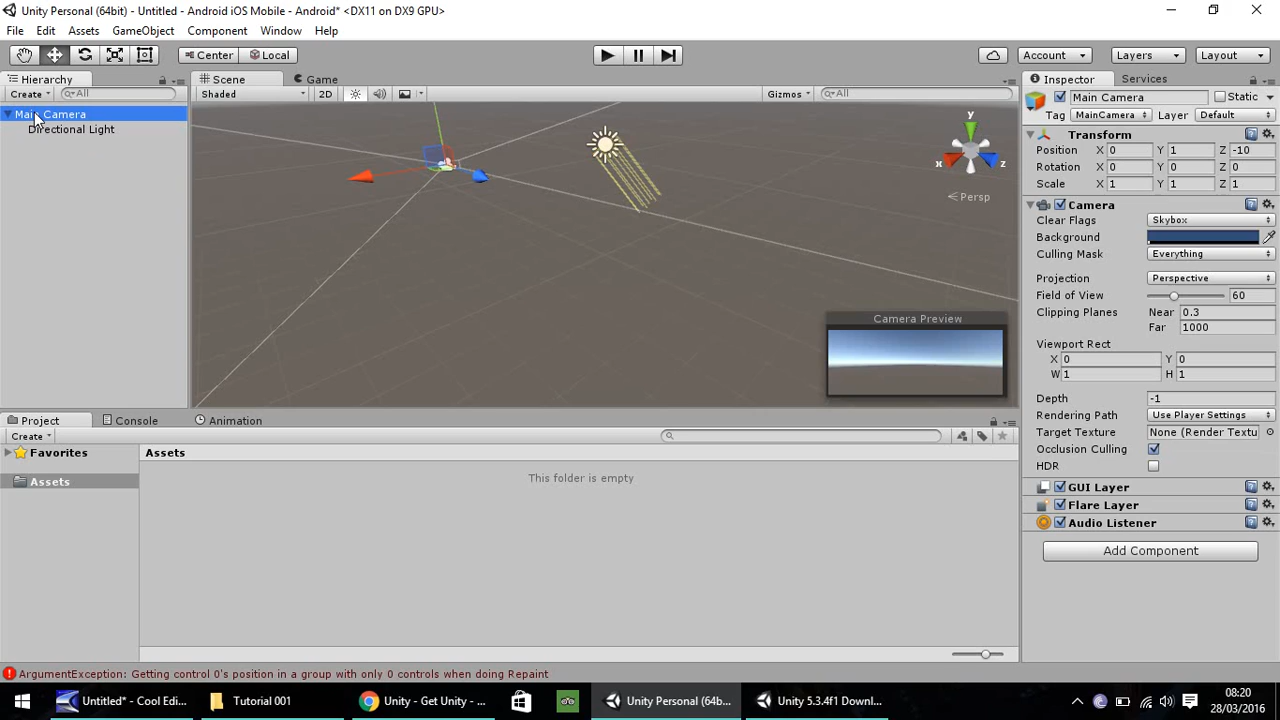 Unity Personal (64bit) - Untitled - Android iOS Mobile - Android* <DX11 on DX9 GPU>
File Edit Assets GameObject Component Window Help
Center Local Account Layers Layout
Hierarchy
Create All
Main Camera
Directional Light
Scene Game
Shaded 2D Gizmos All
y
x
z
Persp
Camera Preview
Inspector Services
Main Camera Static
Tag MainCamera Layer Default
Transform
Position X 0 Y 1 Z -10
Rotation X 0 Y 0 Z 0
Scale X 1 Y 1 Z 1
Camera
Clear Flags Skybox
Background
Culling Mask Everything
Projection Perspective
Field of View 60
Clipping Planes Near 0.3
Far 1000
Viewport Rect
X 0 Y 0
W 1 H 1
Depth -1
Rendering Path Use Player Settings
Target Texture None (Render Textu
Occlusion Culling
HDR
GUI Layer
Flare Layer
Audio Listener
Add Component
Project Console Animation
Create
Favorites
Assets
Assets
This folder is empty
ArgumentException: Getting control 0's position in a group with only 0 controls when doing Repaint
Untitled* - Cool Edi... Tutorial 001 Unity - Get Unity - ... Unity Personal (64b... Unity 5.3.4f1 Downl...
08:20
28/03/2016